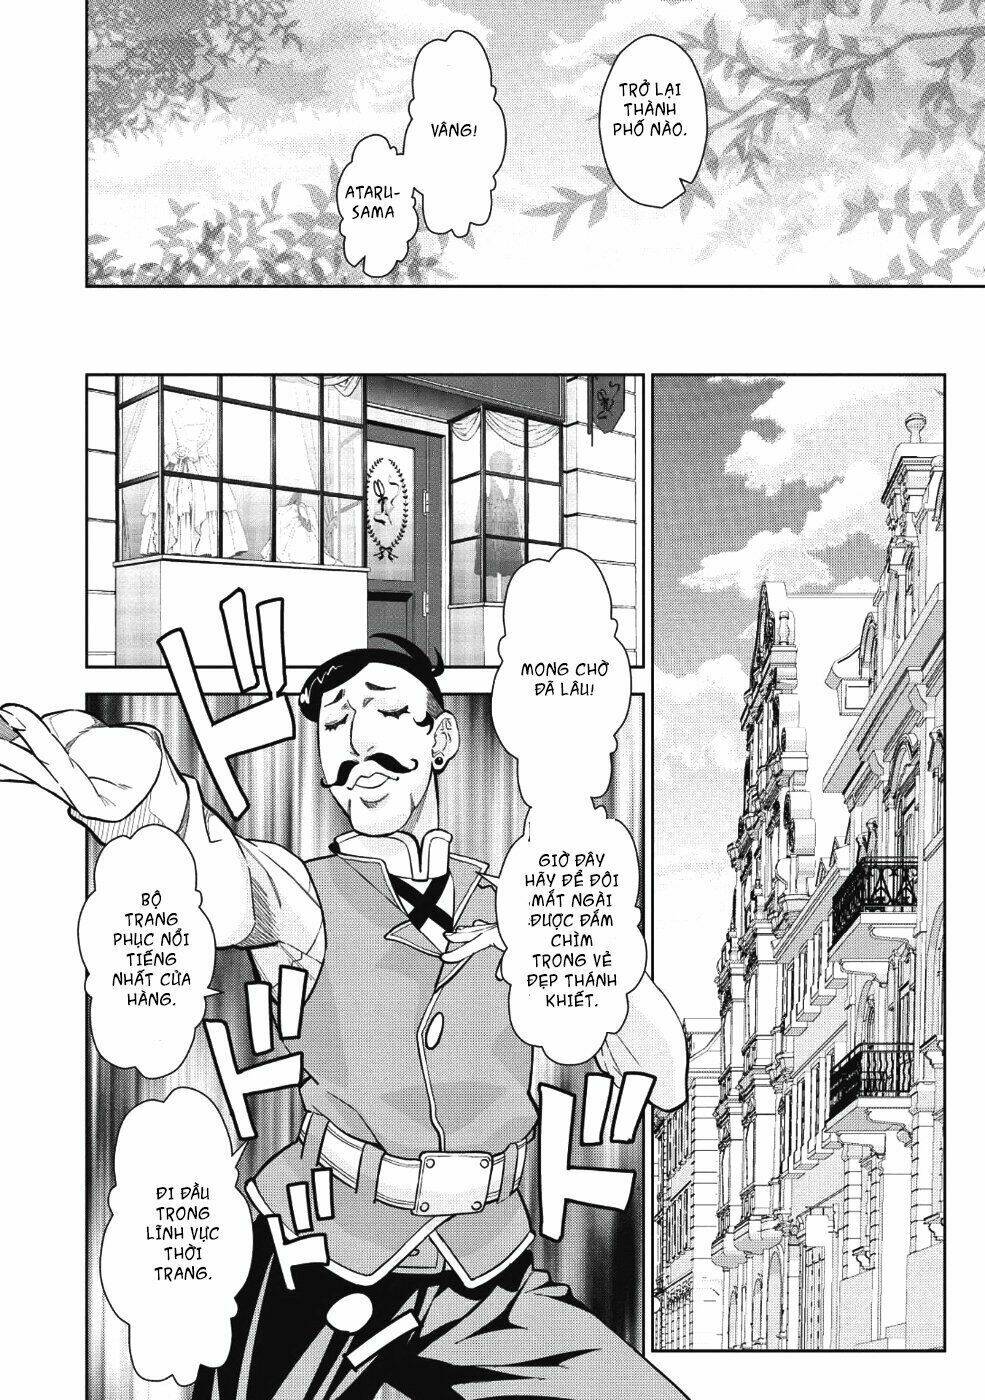 TRỞ LẠI
THÀNH
PHỐ NÀO.
VÂNG!
ATARU-
SAMA
MONG CHỜ
ĐÃ LÂU!
GIỜ ĐÂY
HÃY ĐỂ ĐÔI
MẮT NGÀI
ĐƯỢC ĐẮM
CHÌM
TRONG VẺ
ĐẸP THÁNH
KHIẾT.
BỘ
TRANG
PHỤC NỔI
TIẾNG
NHẤT CỬA
HÀNG.
ĐI ĐẦU
TRONG
LĨNH VỰC
THỜI
TRANG.
ドドド
ドド